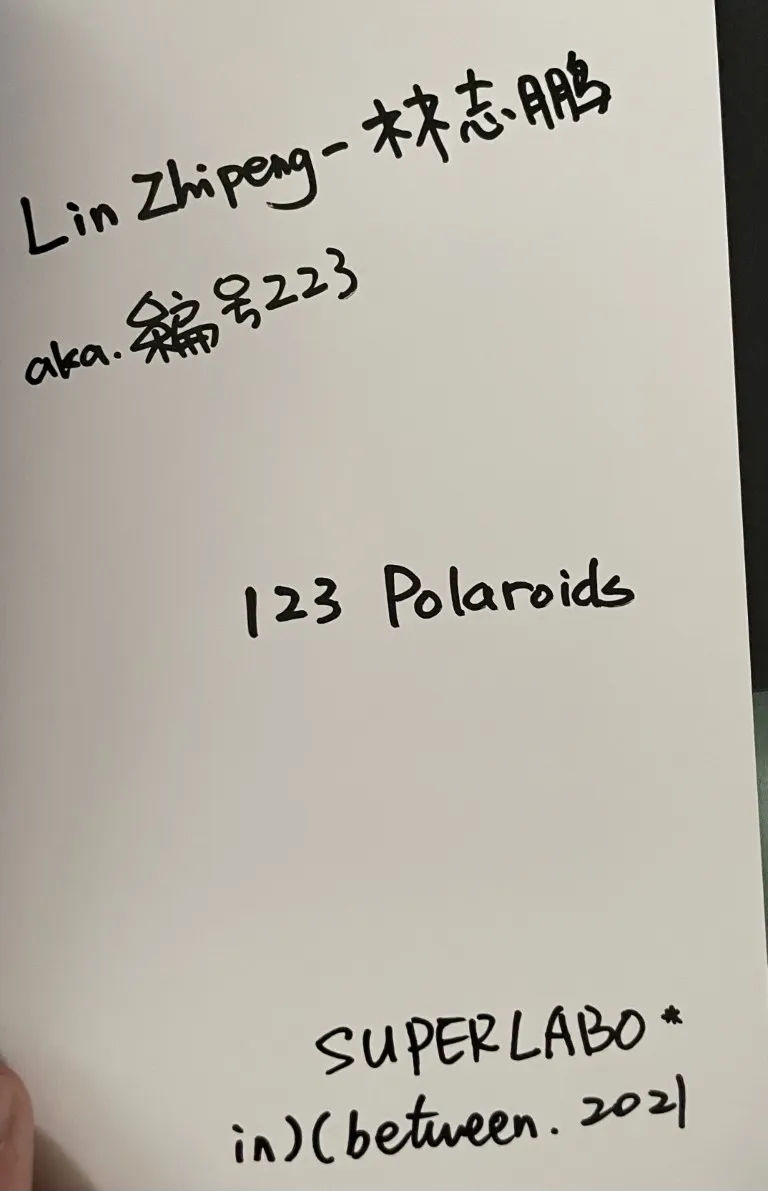 Lin Zhipeng - 林志鹏
aka. 編号223
123 Polaroids
SUPERLABO *
in)(between. 2021